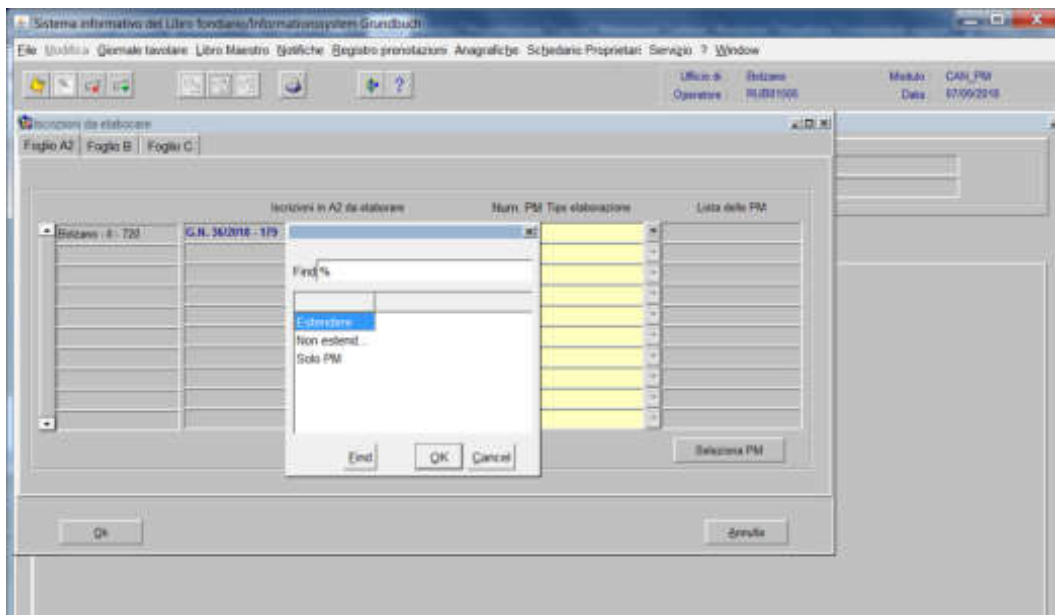 Sistema informativo del Libro fondiario/Informationssystem Grundbuch
File Modifica Giornale tavolare Libro Maestro Notifiche Registro prenotazioni Anagrafiche Schedario Proprietari Servizio ? Window
Ufficio di Bolzano Modulo CAN_PM
Operatore Data 07/09/2018
Iscrizioni da elaborare
Foglio A2 Foglio B Foglio C
Iscrizioni in A2 da elaborare Num. PM Tipo elaborazione Lista delle PM
Bolzano - II - 720 G.N. 36/2018 - 179
Find %
Estendere
Non estend...
Solo PM
Find OK Cancel
Seleziona PM
Ok Annulla